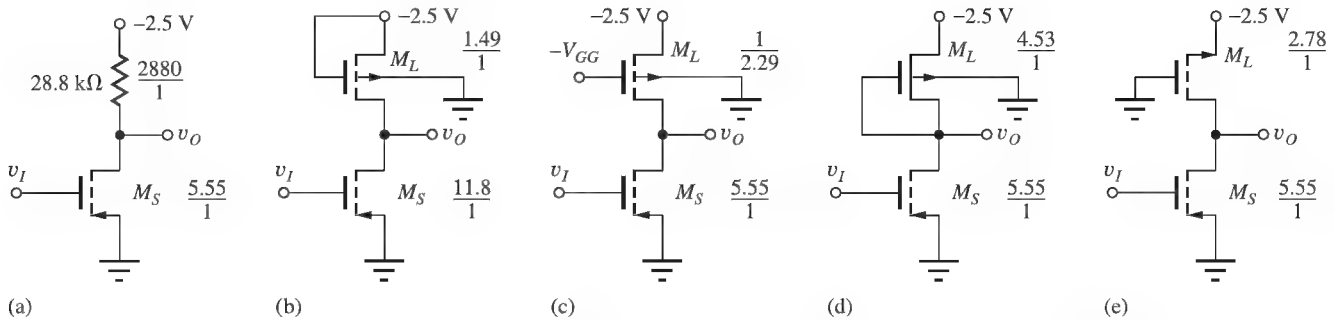 −2.5 V
28.8 kΩ 2880/1
v_O
v_I
M_S 5.55/1
(a)
−2.5 V
M_L 1.49/1
v_O
v_I
M_S 11.8/1
(b)
−2.5 V
−V_GG M_L 1/2.29
v_O
v_I
M_S 5.55/1
(c)
−2.5 V
M_L 4.53/1
v_O
v_I
M_S 5.55/1
(d)
−2.5 V
M_L 2.78/1
v_O
v_I
M_S 5.55/1
(e)